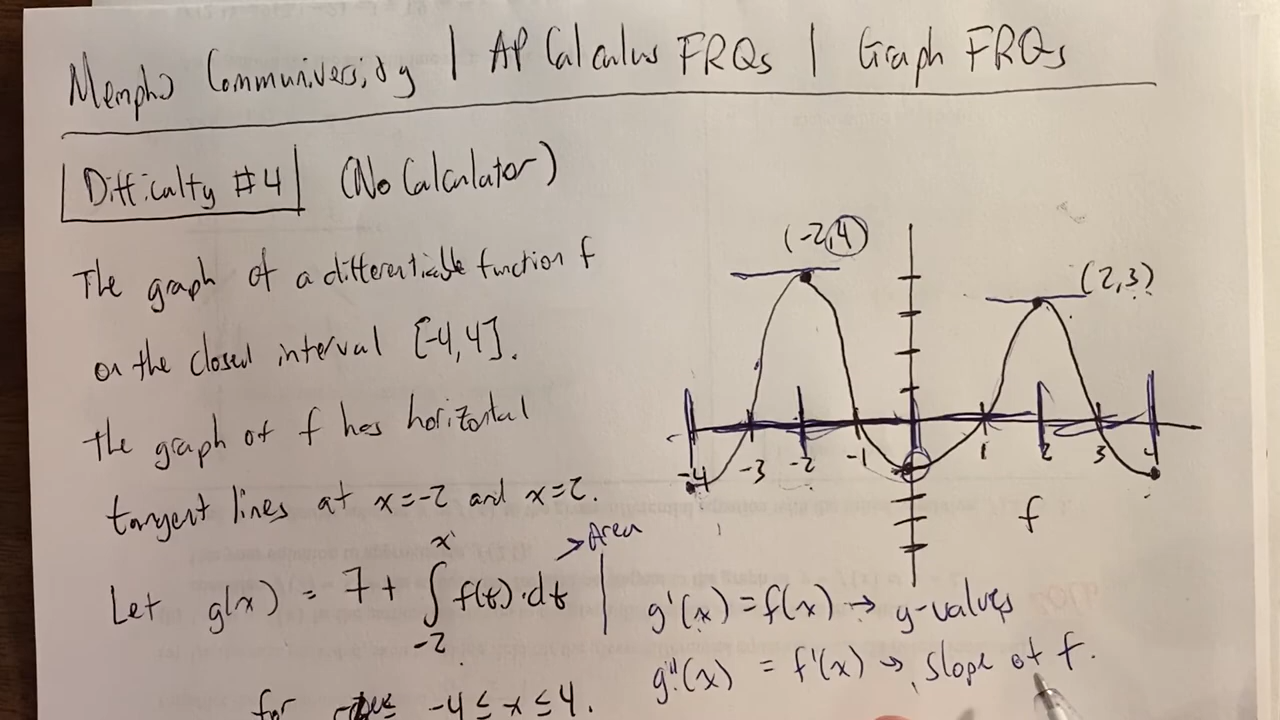 Mempho Communiversity | AP Calculus FRQs | Graph FRQs
Difficulty #4 (No Calculator)
The graph of a differentiable function f
on the closed interval [-4,4].
The graph of f has horizontal
tangent lines at x=-2 and x=2.
Let g(x) = 7 + ∫ f(t)·dt
x
-2
→ Area
for -4 ≤ x ≤ 4.
(-2,4)
(2,3)
-4 -3 -2 -1 1 2 3 4
f
g'(x) = f(x) → y-values
g''(x) = f'(x) → slope of f.